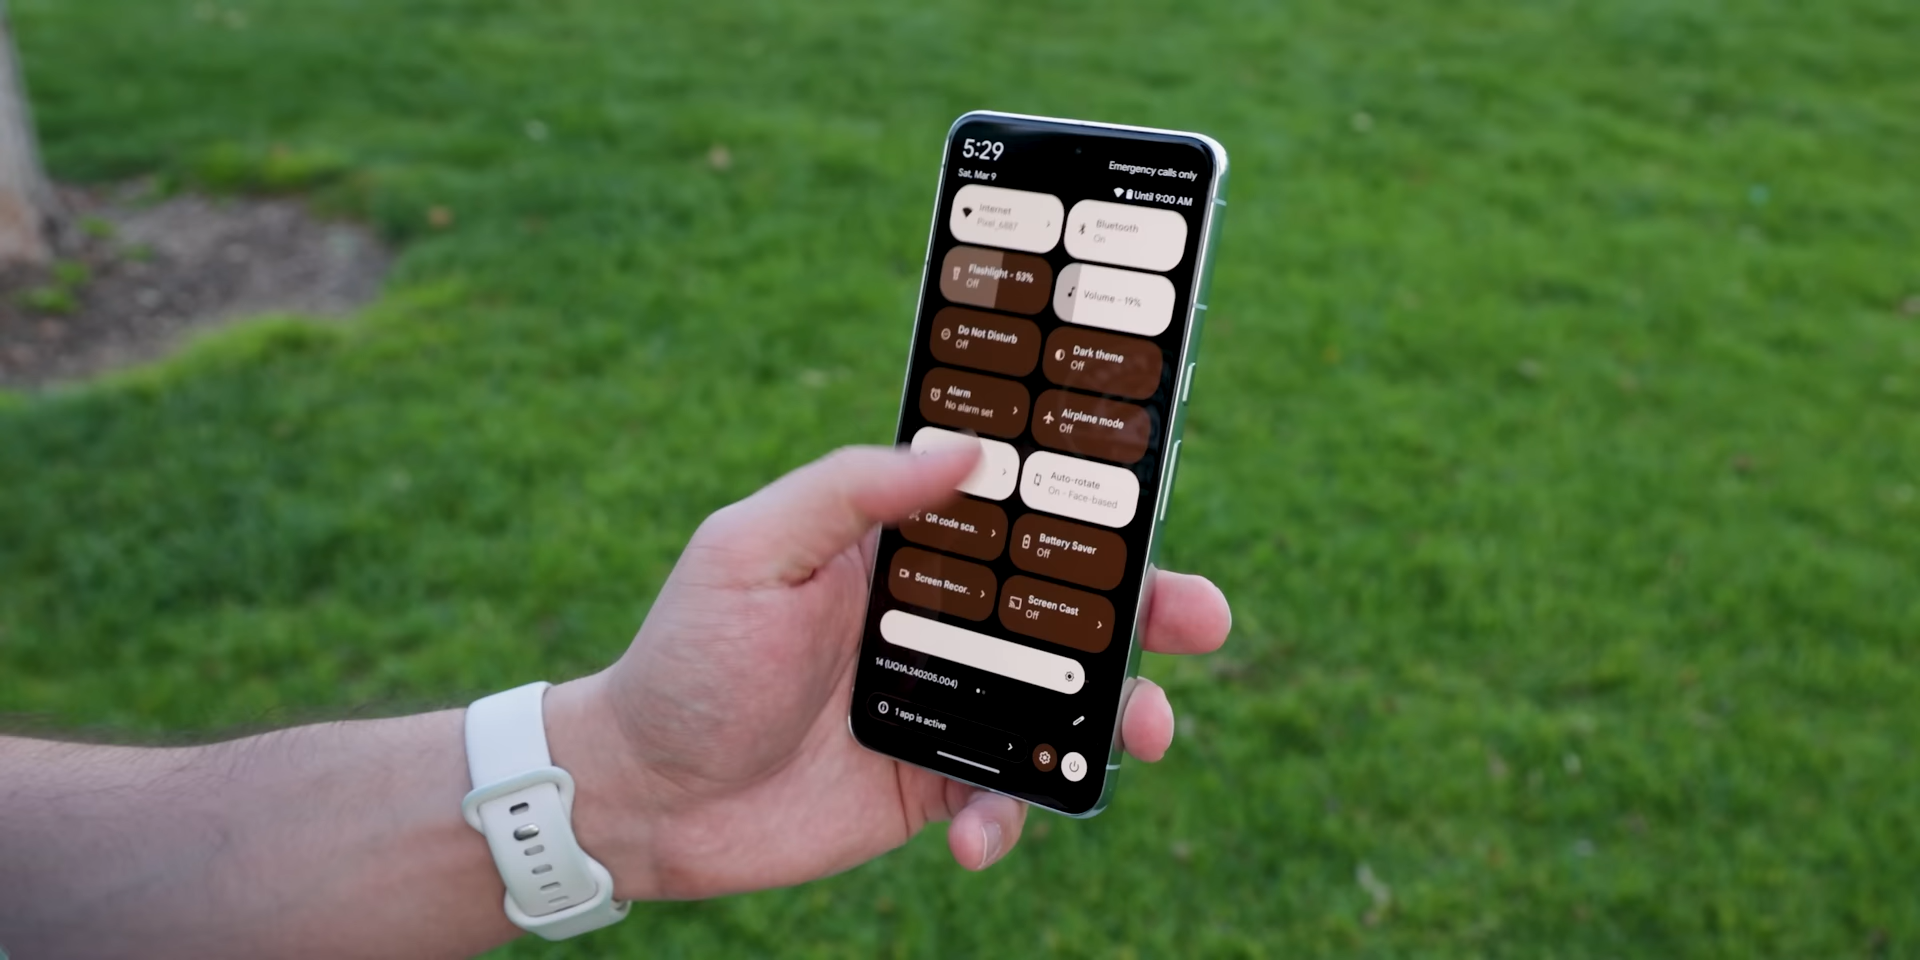 5:29
Emergency calls only
Sat, Mar 9
Until 9:00 AM
Internet
Pixel_6887
Bluetooth
On
Flashlight • 53%
Off
Volume - 19%
Do Not Disturb
Off
Dark theme
Off
Alarm
No alarm set
Airplane mode
Off
Auto-rotate
On - Face-based
QR code sca..
Battery Saver
Off
Screen Recor..
Screen Cast
Off
14 (UQ1A.240205.004)
1 app is active